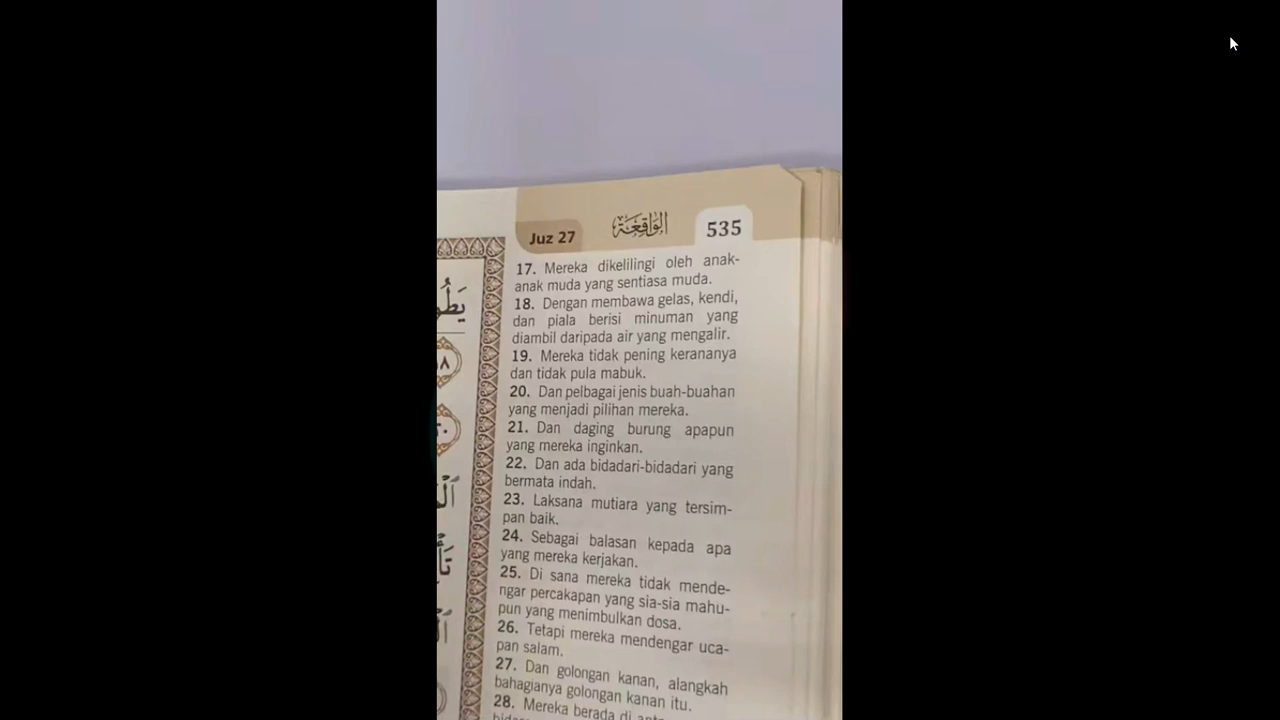 Juz 27 الواقعة 535
17. Mereka dikelilingi oleh anak-
anak muda yang sentiasa muda.
18. Dengan membawa gelas, kendi,
dan piala berisi minuman yang
diambil daripada air yang mengalir.
19. Mereka tidak pening kerananya
dan tidak pula mabuk.
20. Dan pelbagai jenis buah-buahan
yang menjadi pilihan mereka.
21. Dan daging burung apapun
yang mereka inginkan.
22. Dan ada bidadari-bidadari yang
bermata indah.
23. Laksana mutiara yang tersim-
pan baik.
24. Sebagai balasan kepada apa
yang mereka kerjakan.
25. Di sana mereka tidak mende-
ngar percakapan yang sia-sia mahu-
pun yang menimbulkan dosa.
26. Tetapi mereka mendengar uca-
pan salam.
27. Dan golongan kanan, alangkah
bahagianya golongan kanan itu.
28. Mereka berada di